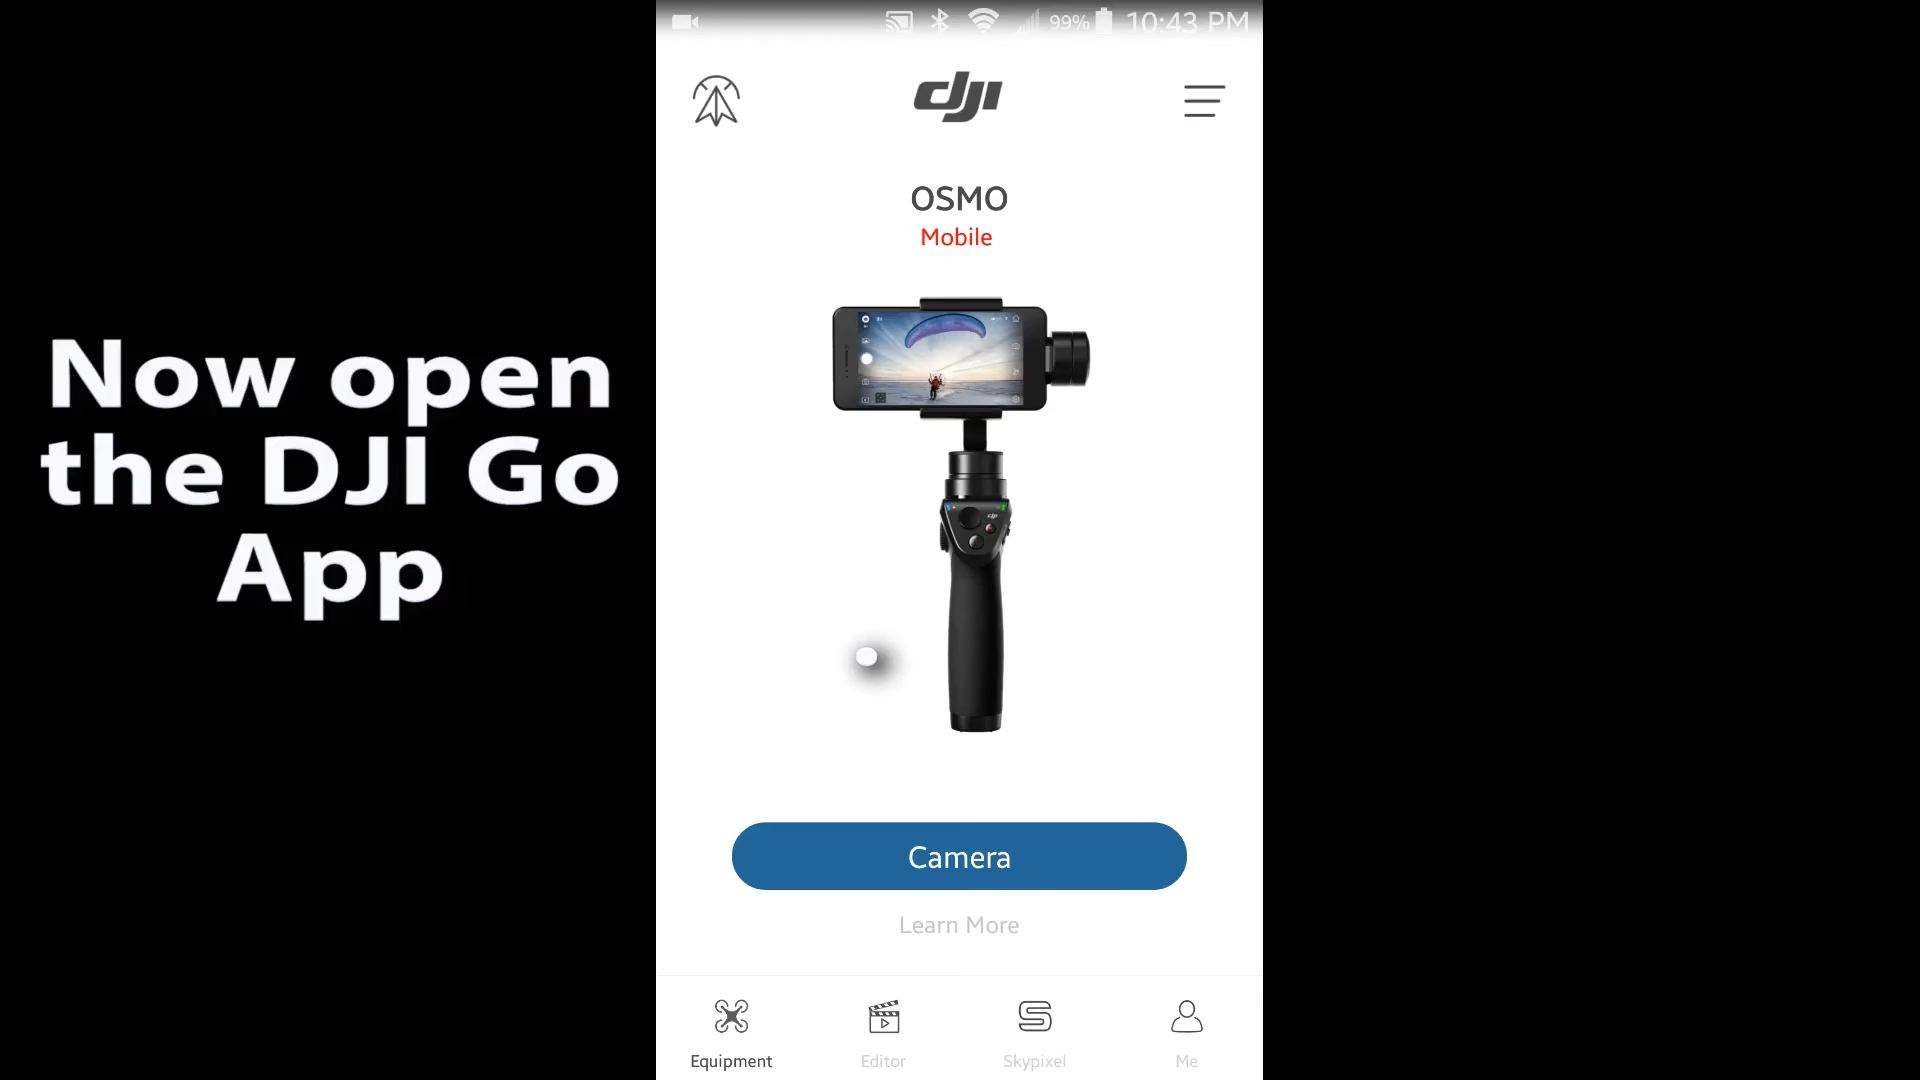 Now open
the DJI Go
App
99% 10:43 PM
dji
OSMO
Mobile
Camera
Learn More
Equipment
Editor
Skypixel
Me